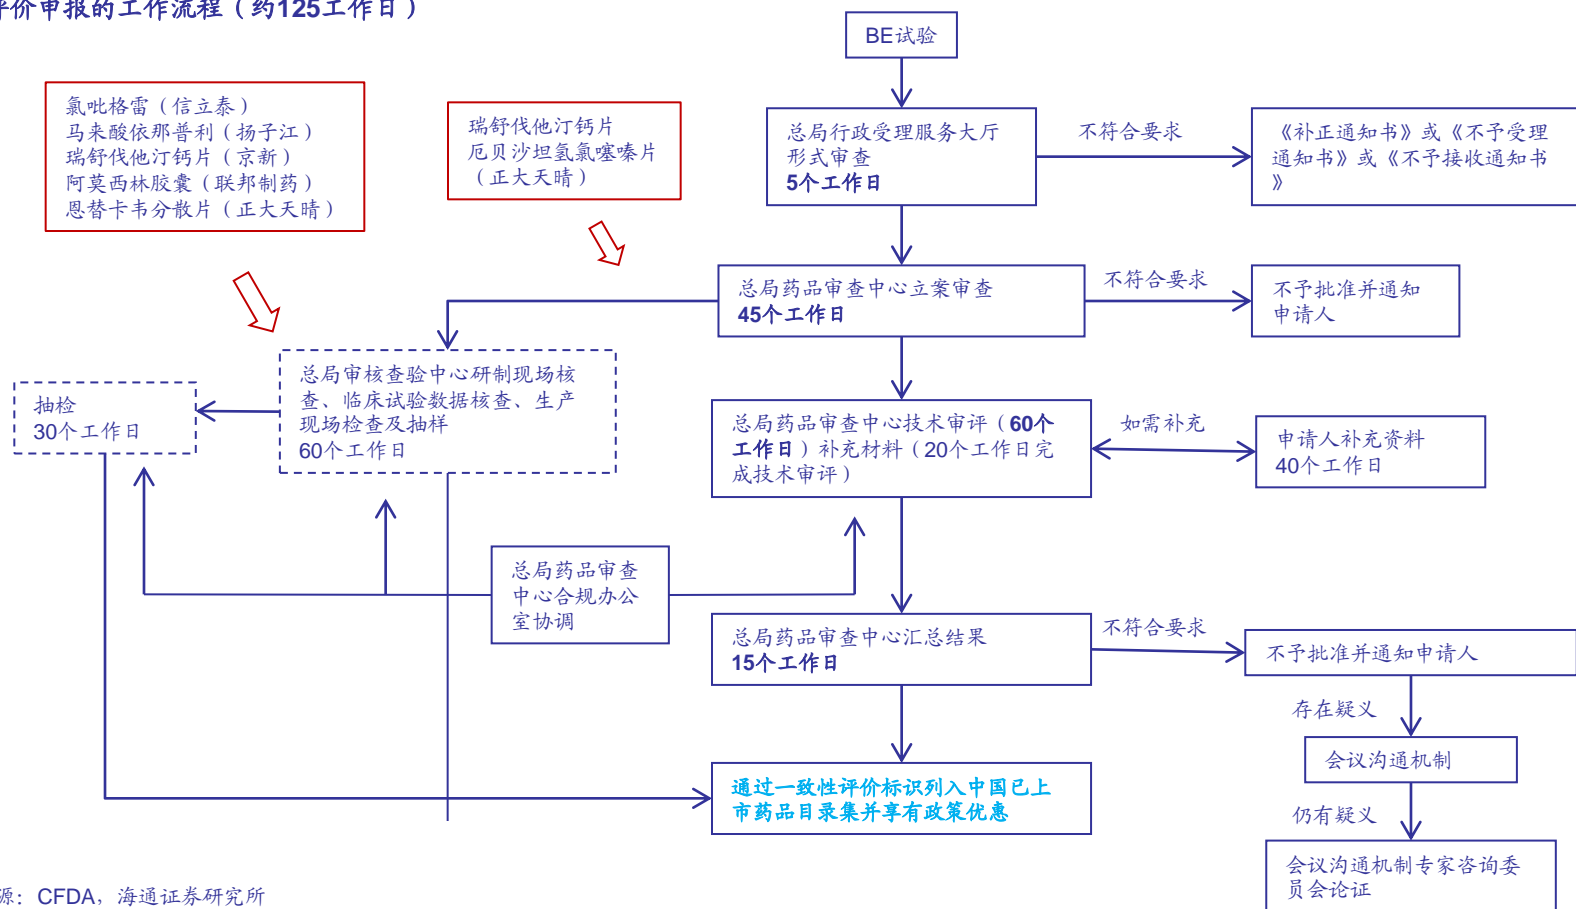 评价申报的工作流程（约125工作日）
BE试验
氯吡格雷（信立泰）
马来酸依那普利（扬子江）
瑞舒伐他汀钙片（京新）
阿莫西林胶囊（联邦制药）
恩替卡韦分散片（正大天晴）
瑞舒伐他汀钙片
厄贝沙坦氢氯噻嗪片
（正大天晴）
总局行政受理服务大厅
形式审查
5个工作日
不符合要求
《补正通知书》或《不予受理
通知书》或《不予接收通知书
》
总局药品审查中心立案审查
45个工作日
不符合要求
不予批准并通知
申请人
抽检
30个工作日
总局审核查验中心研制现场核
查、临床试验数据核查、生产
现场检查及抽样
60个工作日
总局药品审查中心技术审评（60个
工作日）补充材料（20个工作日完
成技术审评）
如需补充
申请人补充资料
40个工作日
总局药品审查
中心合规办公
室协调
总局药品审查中心汇总结果
15个工作日
不符合要求
不予批准并通知申请人
存在疑义
会议沟通机制
仍有疑义
会议沟通机制专家咨询委
员会论证
通过一致性评价标识列入中国已上
市药品目录集并享有政策优惠
源：CFDA，海通证券研究所